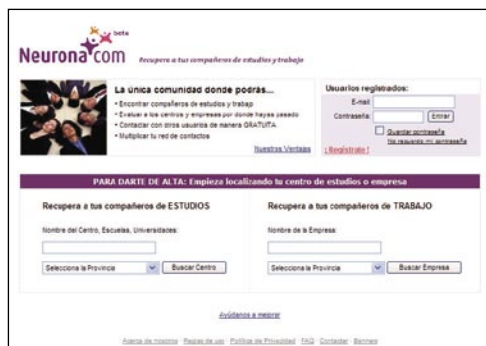 beta
Neurona com
Recupera a tus compañeros de estudios y trabajo
La única comunidad donde podrás...
• Encontrar compañeros de estudios y trabajo
• Evaluar a los centros y empresas por donde hayas pasado
• Contactar con otros usuarios de manera GRATUITA
• Multiplicar tu red de contactos
Nuestras Ventajas
Usuarios registrados:
E-mail:
Contraseña:
Entrar
Guardar contraseña
No recuerdo mi contraseña
¡ Regístrate !
PARA DARTE DE ALTA: Empieza localizando tu centro de estudios o empresa
Recupera a tus compañeros de ESTUDIOS
Nombre del Centro, Escuelas, Universidades:
Selecciona la Provincia
Buscar Centro
Recupera a tus compañeros de TRABAJO
Nombre de la Empresa:
Selecciona la Provincia
Buscar Empresa
Ayúdanos a mejorar
Acerca de nosotros Reglas de uso Política de Privacidad FAQ Contactar Banners